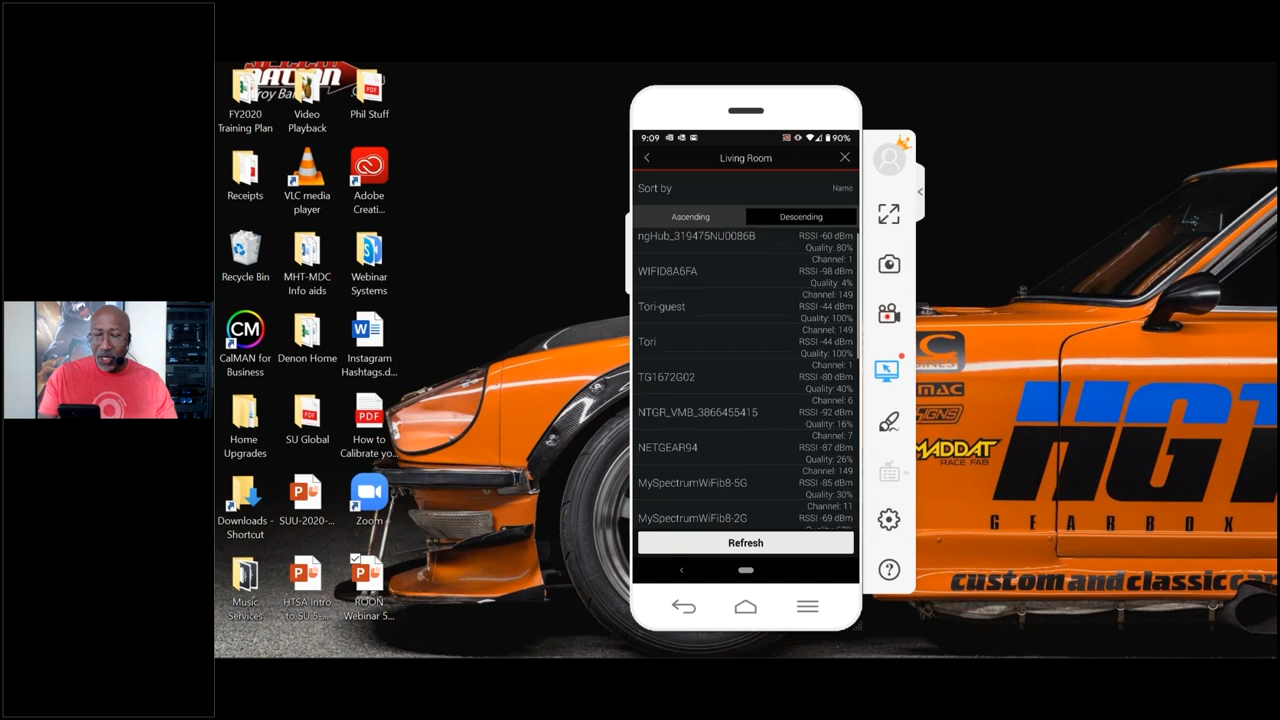 FY2020
Training Plan
Video
Playback
Phil Stuff
Receipts
VLC media
player
Adobe
Creati...
Recycle Bin
MHT-MDC
Info aids
Webinar
Systems
CM
CalMAN for
Business
Denon Home
Instagram
Hashtags.d...
Home
Upgrades
SU Global
PDF
How to
Calibrate yo...
Downloads -
Shortcut
SUU-2020-...
Zoom
Music
Services
HTSA Intro
to SU 5-...
ROON
Webinar 5...
9:09
90%
Living Room
Sort by
Name
Ascending
Descending
ngHub_319475NU0086B
RSSI -60 dBm
Quality: 80%
Channel: 1
WIFID8A6FA
RSSI -98 dBm
Quality: 4%
Channel: 149
Tori-guest
RSSI -44 dBm
Quality: 100%
Channel: 149
Tori
RSSI -44 dBm
Quality: 100%
Channel: 1
TG1672G02
RSSI -80 dBm
Quality: 40%
Channel: 6
NTGR_VMB_3866455415
RSSI -92 dBm
Quality: 16%
Channel: 7
NETGEAR94
RSSI -87 dBm
Quality: 26%
Channel: 149
MySpectrumWiFib8-5G
RSSI -85 dBm
Quality: 30%
Channel: 11
MySpectrumWiFib8-2G
RSSI -69 dBm
Refresh
SIGNS
MADDAT
RACE FAB
HGT
GEARBOX
customandclassiccar